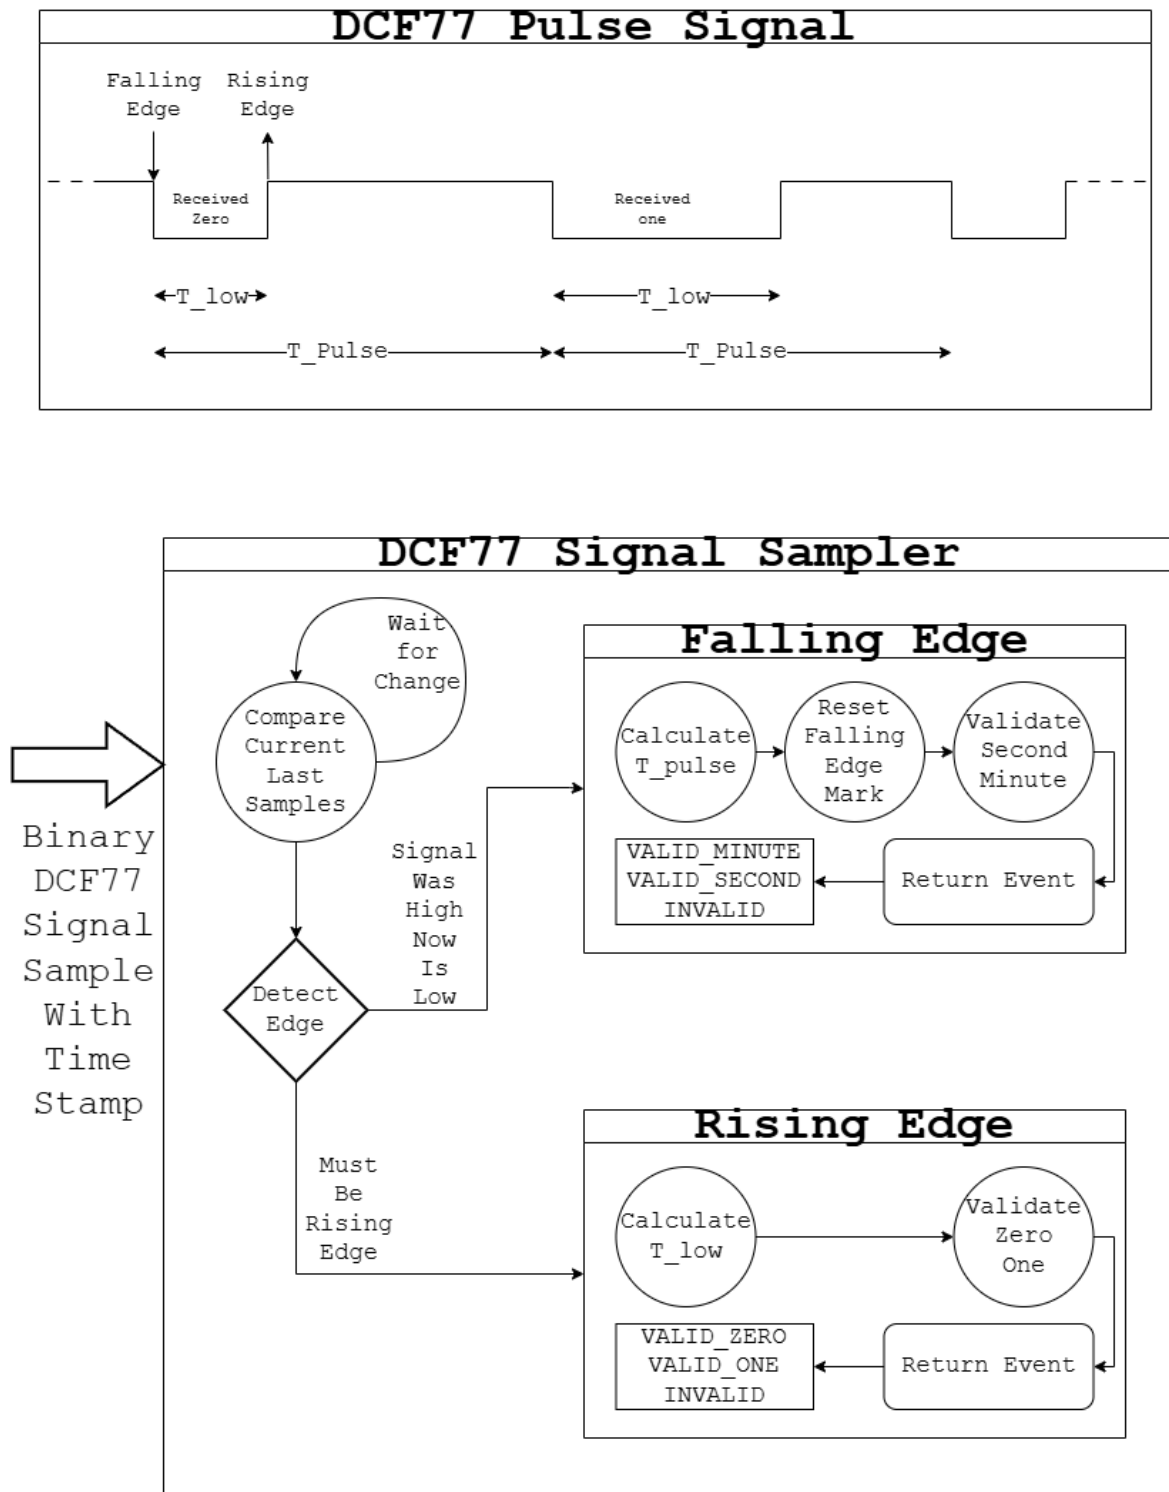 DCF77 Pulse Signal
Falling
Edge
Rising
Edge
Received
Zero
Received
one
T_low
T_low
T_Pulse
T_Pulse
DCF77 Signal Sampler
Binary
DCF77
Signal
Sample
With
Time
Stamp
Wait
for
Change
Compare
Current
Last
Samples
Detect
Edge
Signal
Was
High
Now
Is
Low
Must
Be
Rising
Edge
Falling Edge
Calculate
T_pulse
Reset
Falling
Edge
Mark
Validate
Second
Minute
Return Event
VALID_MINUTE
VALID_SECOND
INVALID
Rising Edge
Calculate
T_low
Validate
Zero
One
Return Event
VALID_ZERO
VALID_ONE
INVALID